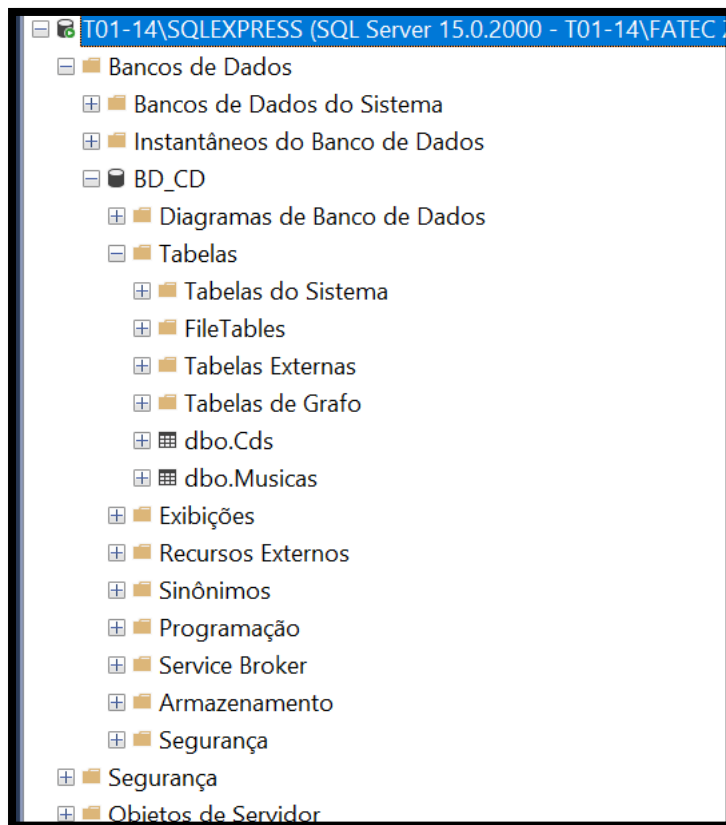 T01-14\SQLEXPRESS (SQL Server 15.0.2000 - T01-14\FATEC
Bancos de Dados
Bancos de Dados do Sistema
Instantâneos do Banco de Dados
BD_CD
Diagramas de Banco de Dados
Tabelas
Tabelas do Sistema
FileTables
Tabelas Externas
Tabelas de Grafo
dbo.Cds
dbo.Musicas
Exibições
Recursos Externos
Sinônimos
Programação
Service Broker
Armazenamento
Segurança
Segurança
Objetos de Servidor